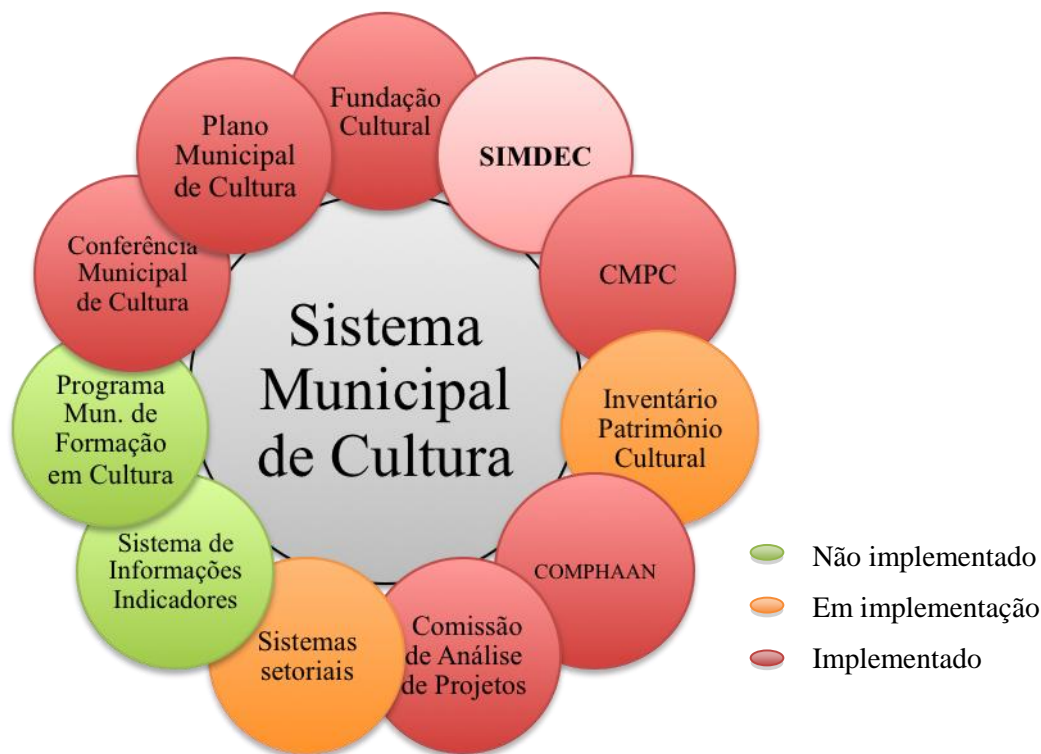 Fundação
Cultural
SIMDEC
CMPC
Inventário
Patrimônio
Cultural
COMPHAAN
Comissão
de Análise
de Projetos
Sistemas
setoriais
Sistema de
Informações
Indicadores
Programa
Mun. de
Formação
em Cultura
Conferência
Municipal
de Cultura
Plano
Municipal
de Cultura
Sistema
Municipal
de Cultura
Não implementado
Em implementação
Implementado